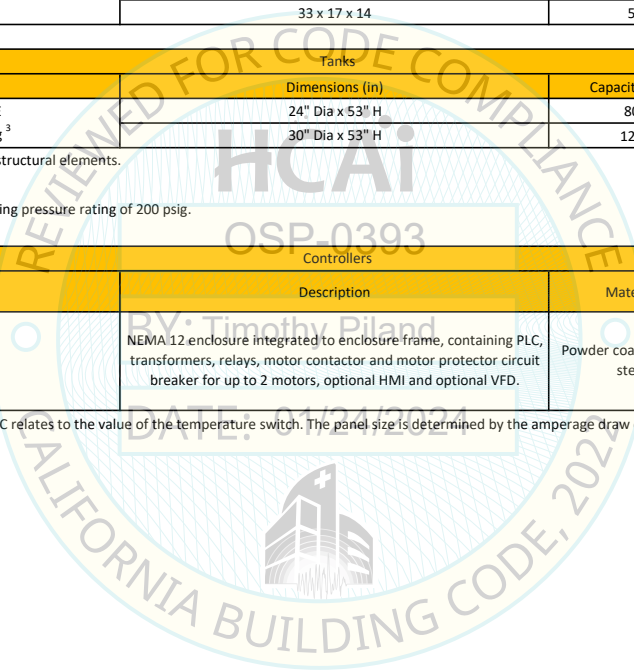 33 x 17 x 14
5
Tanks
Dimensions (in)
Capacit
24" Dia x 53" H
80
g 3
30" Dia x 53" H
12
structural elements.
ing pressure rating of 200 psig.
Controllers
Description
Mate
NEMA 12 enclosure integrated to enclosure frame, containing PLC,
transformers, relays, motor contactor and motor protector circuit
breaker for up to 2 motors, optional HMI and optional VFD.
Powder coa
ste
C relates to the value of the temperature switch. The panel size is determined by the amperage draw
REVIEWED FOR CODE COMPLIANCE
HCAi
OSP-0393
BY: Timothy Piland
DATE: 01/24/2024
CALIFORNIA BUILDING CODE, 2022